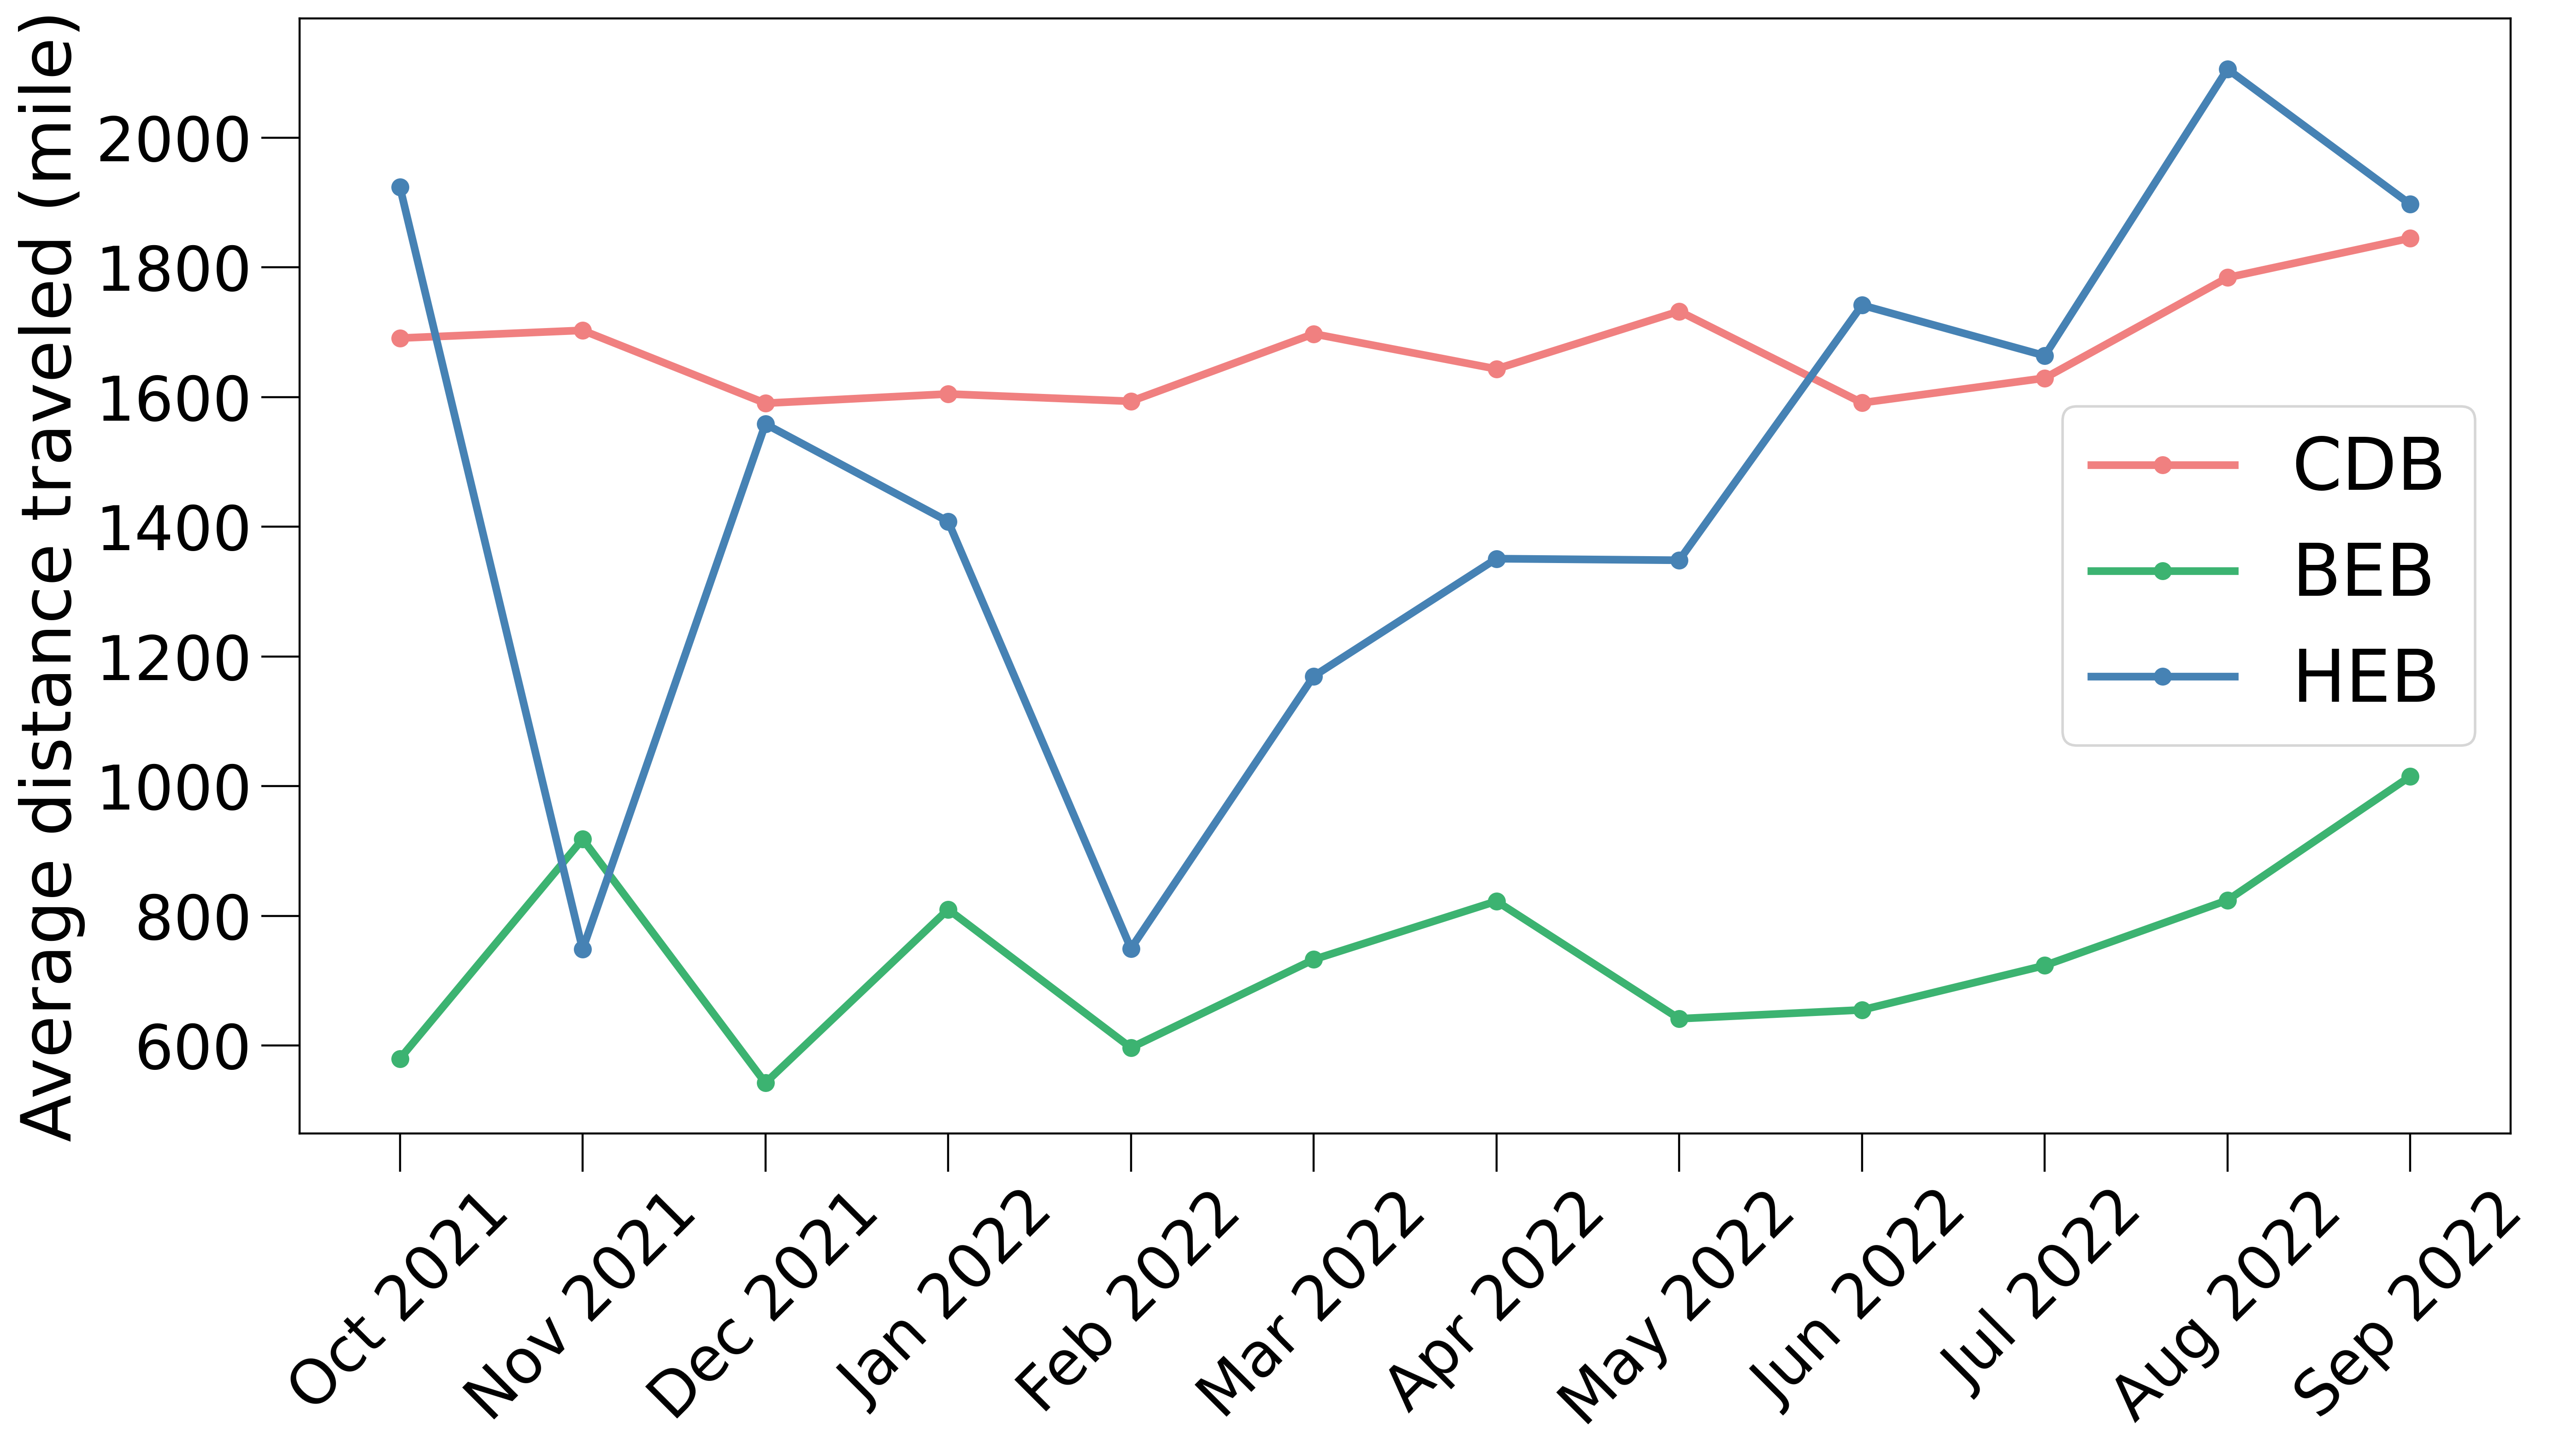 Average distance traveled (mile)
2000
1800
1600
1400
1200
1000
800
600
CDB
BEB
HEB
Oct 2021
Nov 2021
Dec 2021
Jan 2022
Feb 2022
Mar 2022
Apr 2022
May 2022
Jun 2022
Jul 2022
Aug 2022
Sep 2022